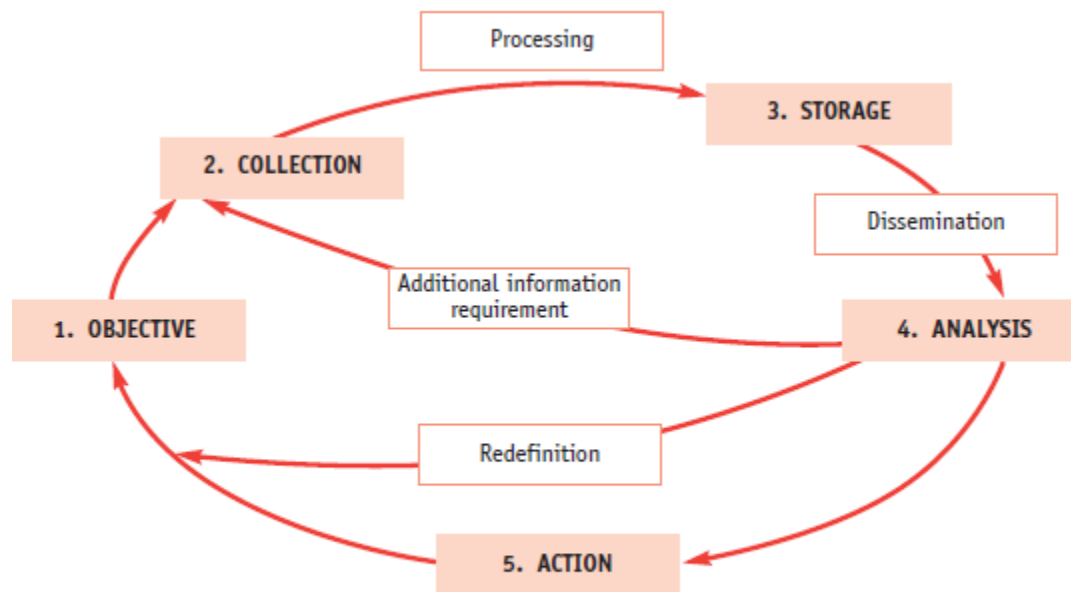 Processing
3. STORAGE
2. COLLECTION
Dissemination
Additional information
requirement
1. OBJECTIVE
4. ANALYSIS
Redefinition
5. ACTION